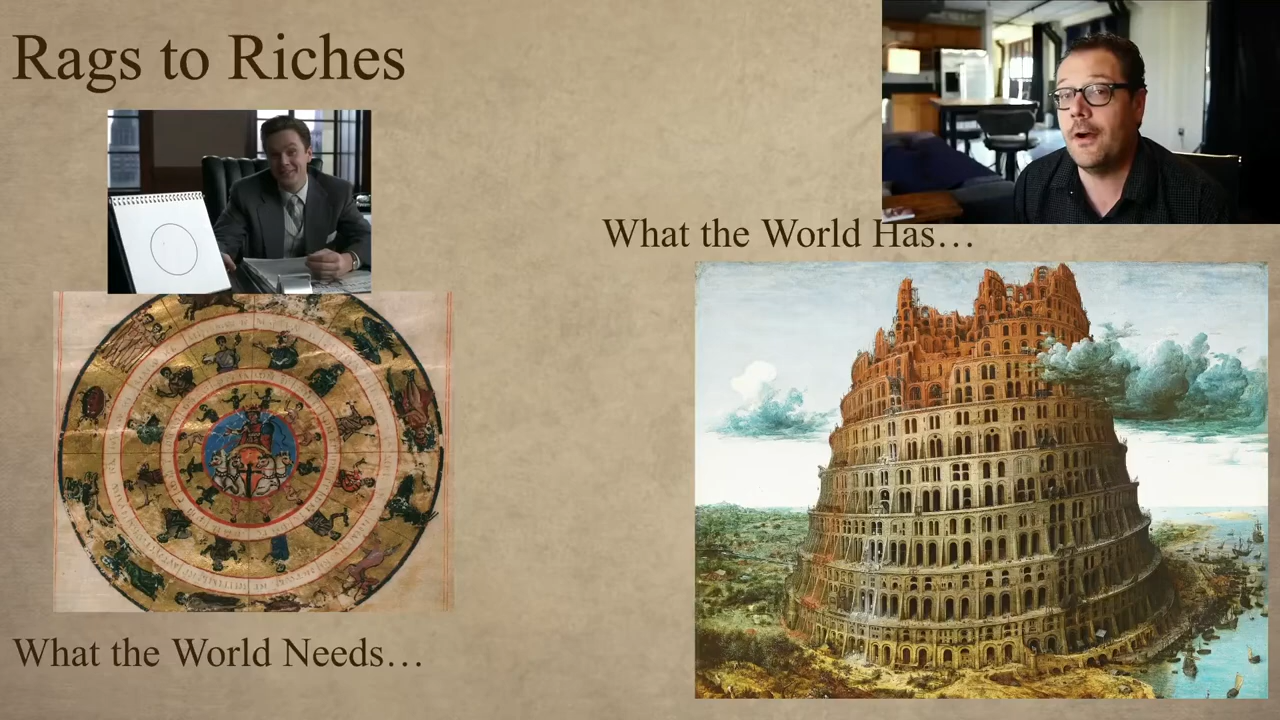 Rags to Riches
What the World Has…
What the World Needs…